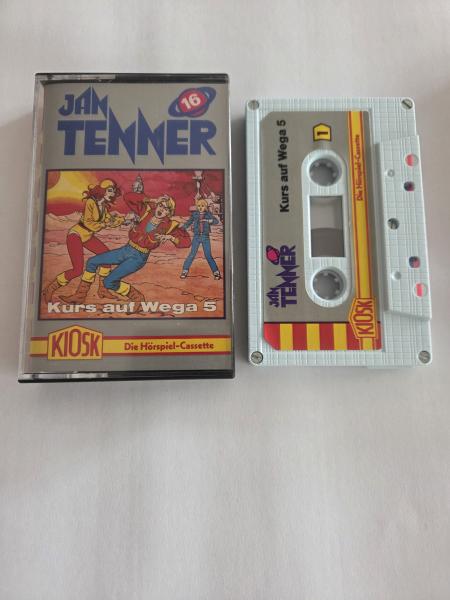 JAN
16
TENNER
Kurs auf Wega 5
KIOSK
Die Hörspiel-Cassette
1
Kurs auf Wega 5
JAN
TENNER
Die Hörspiel-Cassette
KIOSK